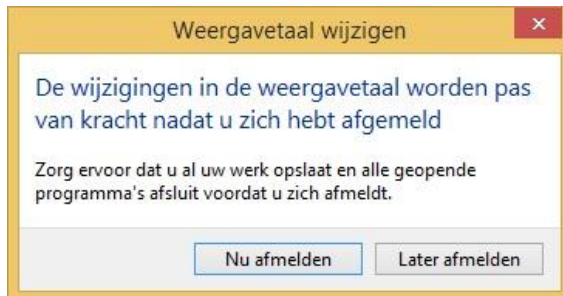 Weergavetaal wijzigen
De wijzigingen in de weergavetaal worden pas
van kracht nadat u zich hebt afgemeld
Zorg ervoor dat u al uw werk opslaat en alle geopende
programma's afsluit voordat u zich afmeldt.
Nu afmelden
Later afmelden